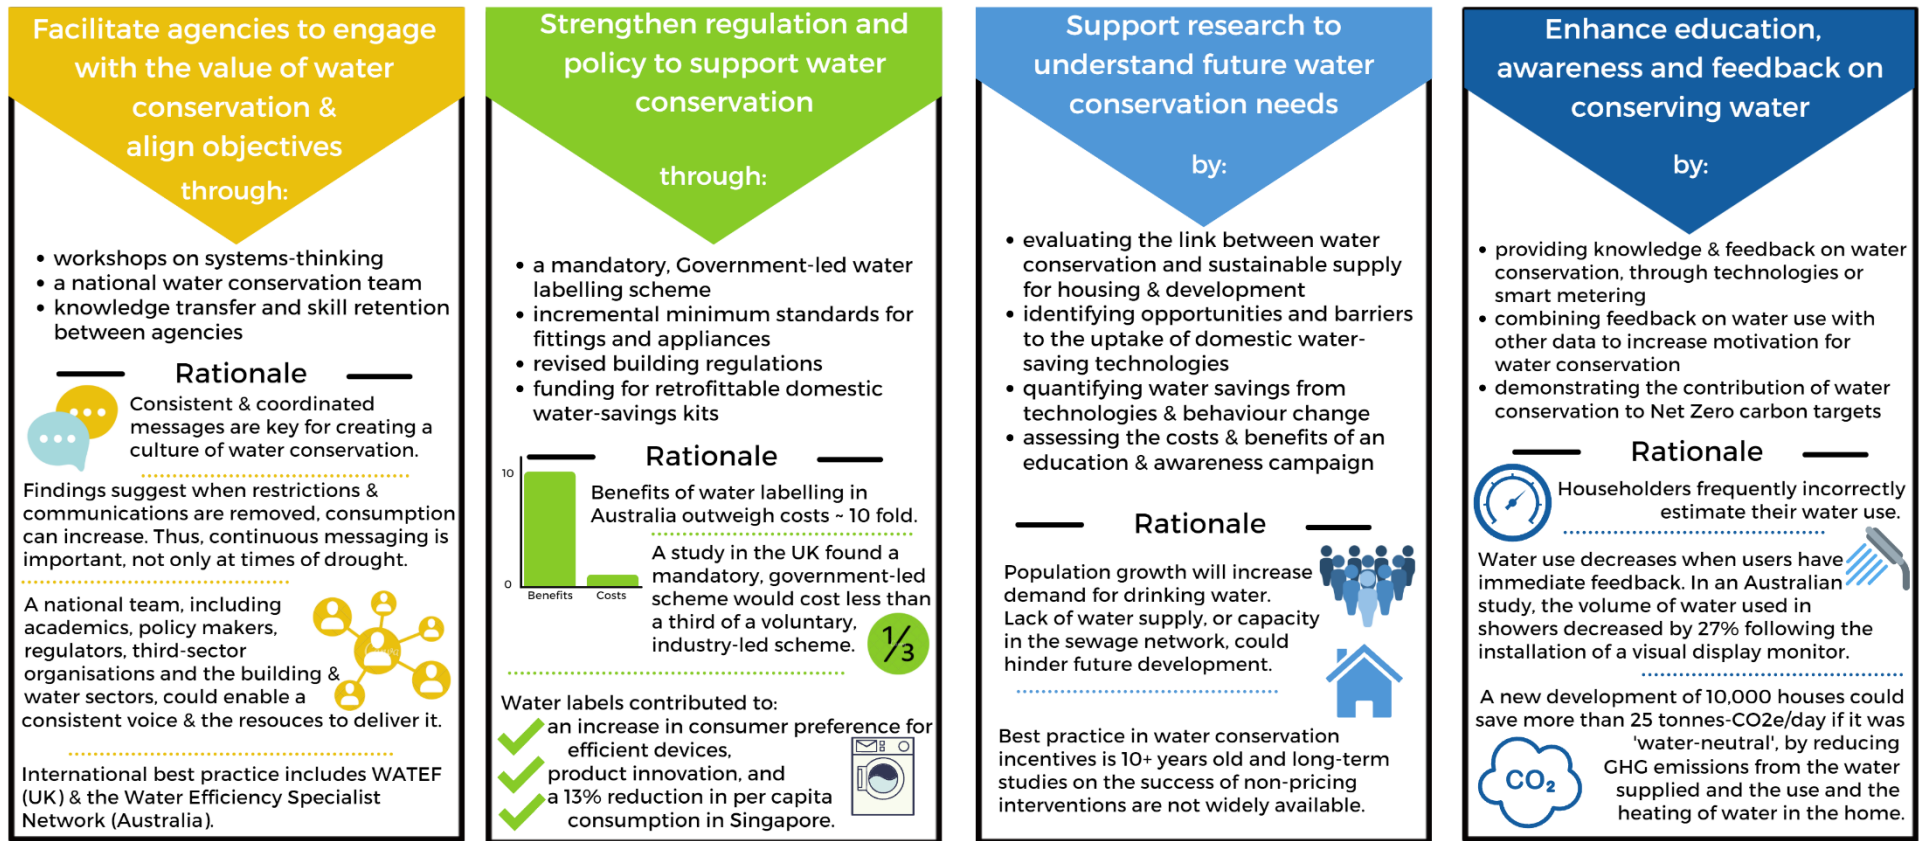 Facilitate agencies to engage
with the value of water
conservation &
align objectives
through:
• workshops on systems-thinking
• a national water conservation team
• knowledge transfer and skill retention
between agencies
Rationale
Consistent & coordinated
messages are key for creating a
culture of water conservation.
Findings suggest when restrictions &
communications are removed, consumption
can increase. Thus, continuous messaging is
important, not only at times of drought.
A national team, including
academics, policy makers,
regulators, third-sector
organisations and the building &
water sectors, could enable a
consistent voice & the resouces to deliver it.
International best practice includes WATEF
(UK) & the Water Efficiency Specialist
Network (Australia).
Strengthen regulation and
policy to support water
conservation
through:
• a mandatory, Government-led water
labelling scheme
• incremental minimum standards for
fittings and appliances
• revised building regulations
• funding for retrofittable domestic
water-savings kits
Rationale
10
0
Benefits
Costs
Benefits of water labelling in
Australia outweigh costs ~ 10 fold.
A study in the UK found a
mandatory, government-led
scheme would cost less than
a third of a voluntary,
industry-led scheme.
⅓
Water labels contributed to:
an increase in consumer preference for
efficient devices,
product innovation, and
a 13% reduction in per capita
consumption in Singapore.
Support research to
understand future water
conservation needs
by:
• evaluating the link between water
conservation and sustainable supply
for housing & development
• identifying opportunities and barriers
to the uptake of domestic water-
saving technologies
• quantifying water savings from
technologies & behaviour change
• assessing the costs & benefits of an
education & awareness campaign
Rationale
Population growth will increase
demand for drinking water.
Lack of water supply, or capacity
in the sewage network, could
hinder future development.
Best practice in water conservation
incentives is 10+ years old and long-term
studies on the success of non-pricing
interventions are not widely available.
Enhance education,
awareness and feedback on
conserving water
by:
• providing knowledge & feedback on water
conservation, through technologies or
smart metering
• combining feedback on water use with
other data to increase motivation for
water conservation
• demonstrating the contribution of water
conservation to Net Zero carbon targets
Rationale
Householders frequently incorrectly
estimate their water use.
Water use decreases when users have
immediate feedback. In an Australian
study, the volume of water used in
showers decreased by 27% following the
installation of a visual display monitor.
A new development of 10,000 houses could
save more than 25 tonnes-CO2e/day if it was
'water-neutral', by reducing
GHG emissions from the water
supplied and the use and the
heating of water in the home.
CO₂